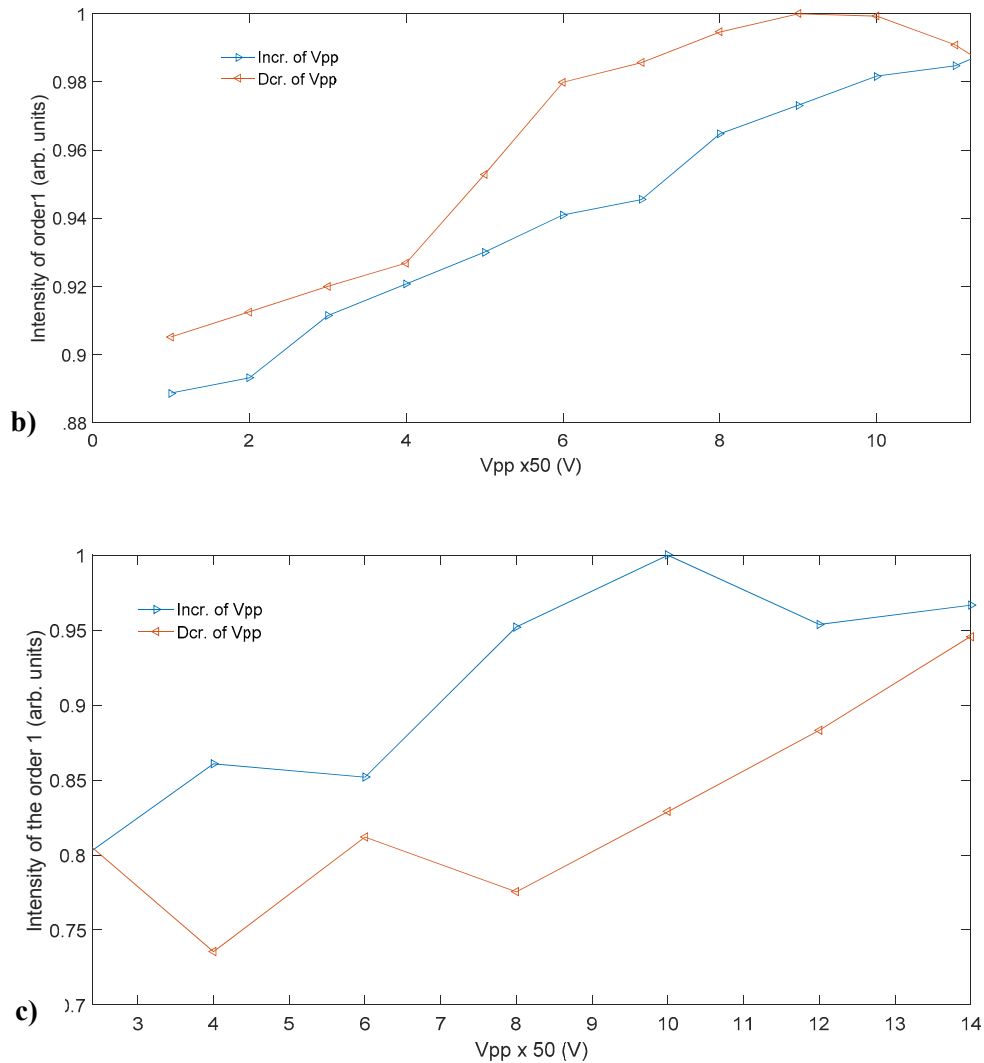 1
0.98
0.96
0.94
0.92
0.9
.88
Intensity of order1 (arb. units)
Incr. of Vpp
Dcr. of Vpp
b)
0 2 4 6 8 10
Vpp x50 (V)
1
0.95
0.9
0.85
0.8
0.75
0.7
Intensity of the order 1 (arb. units)
Incr. of Vpp
Dcr. of Vpp
c)
3 4 5 6 7 8 9 10 11 12 13 14
Vpp x 50 (V)